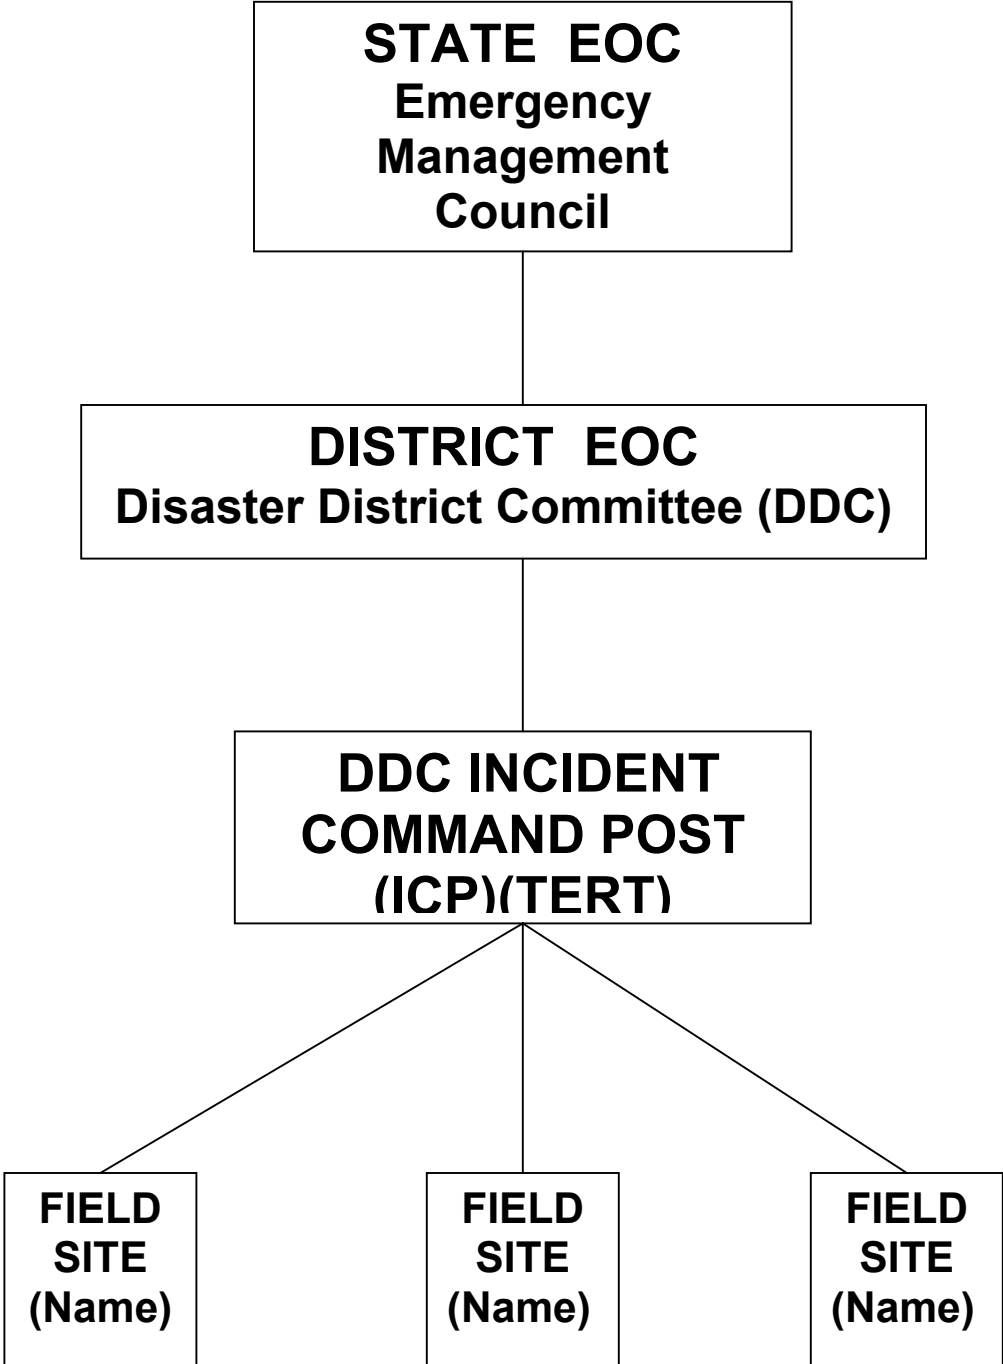 STATE EOC
Emergency
Management
Council
DISTRICT EOC
Disaster District Committee (DDC)
DDC INCIDENT
COMMAND POST
(ICP)(TERT)
FIELD
SITE
(Name)
FIELD
SITE
(Name)
FIELD
SITE
(Name)